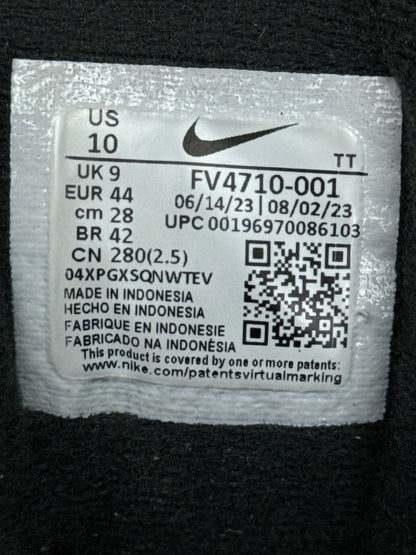 US
10
TT
UK 9
EUR 44
cm 28
BR 42
CN 280(2.5)
04XPGXSQNWTEV
FV4710-001
06/14/23 | 08/02/23
UPC 00196970086103
MADE IN INDONESIA
HECHO EN INDONESIA
FABRIQUE EN INDONESIE
FABRICADO NA INDONÉSIA
This product is covered by one or more patents:
www.nike.com/patentsvirtualmarking